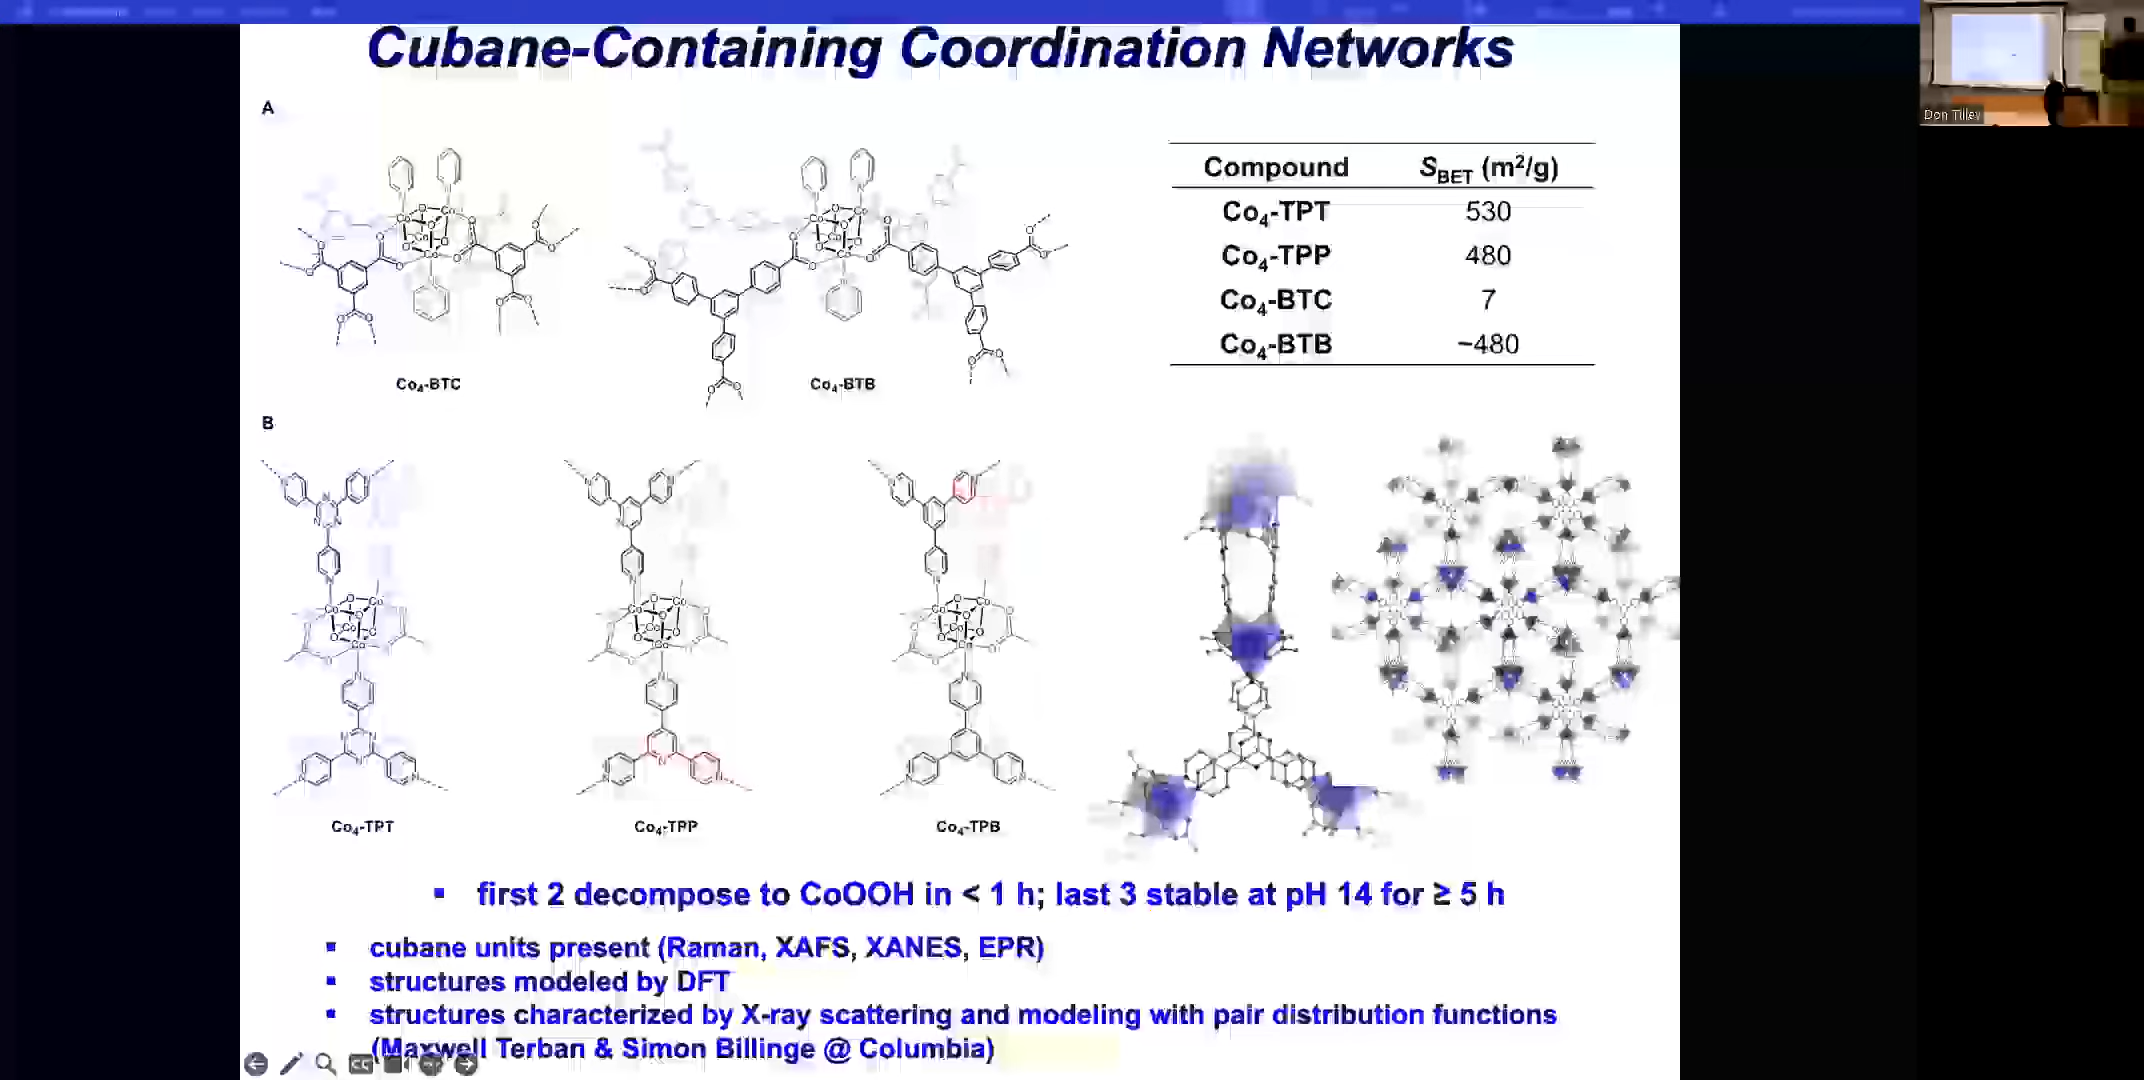 Cubane-Containing Coordination Networks
Don Tilley
A
Compound SBET (m²/g)
Co4-TPT 530
Co4-TPP 480
Co4-BTC 7
Co4-BTB ~480
Co4-BTC
Co4-BTB
B
Co4-TPT
Co4-TPP
Co4-TPB
▪ first 2 decompose to CoOOH in < 1 h; last 3 stable at pH 14 for ≥ 5 h
▪ cubane units present (Raman, XAFS, XANES, EPR)
▪ structures modeled by DFT
▪ structures characterized by X-ray scattering and modeling with pair distribution functions
(Maxwell Terban & Simon Billinge @ Columbia)